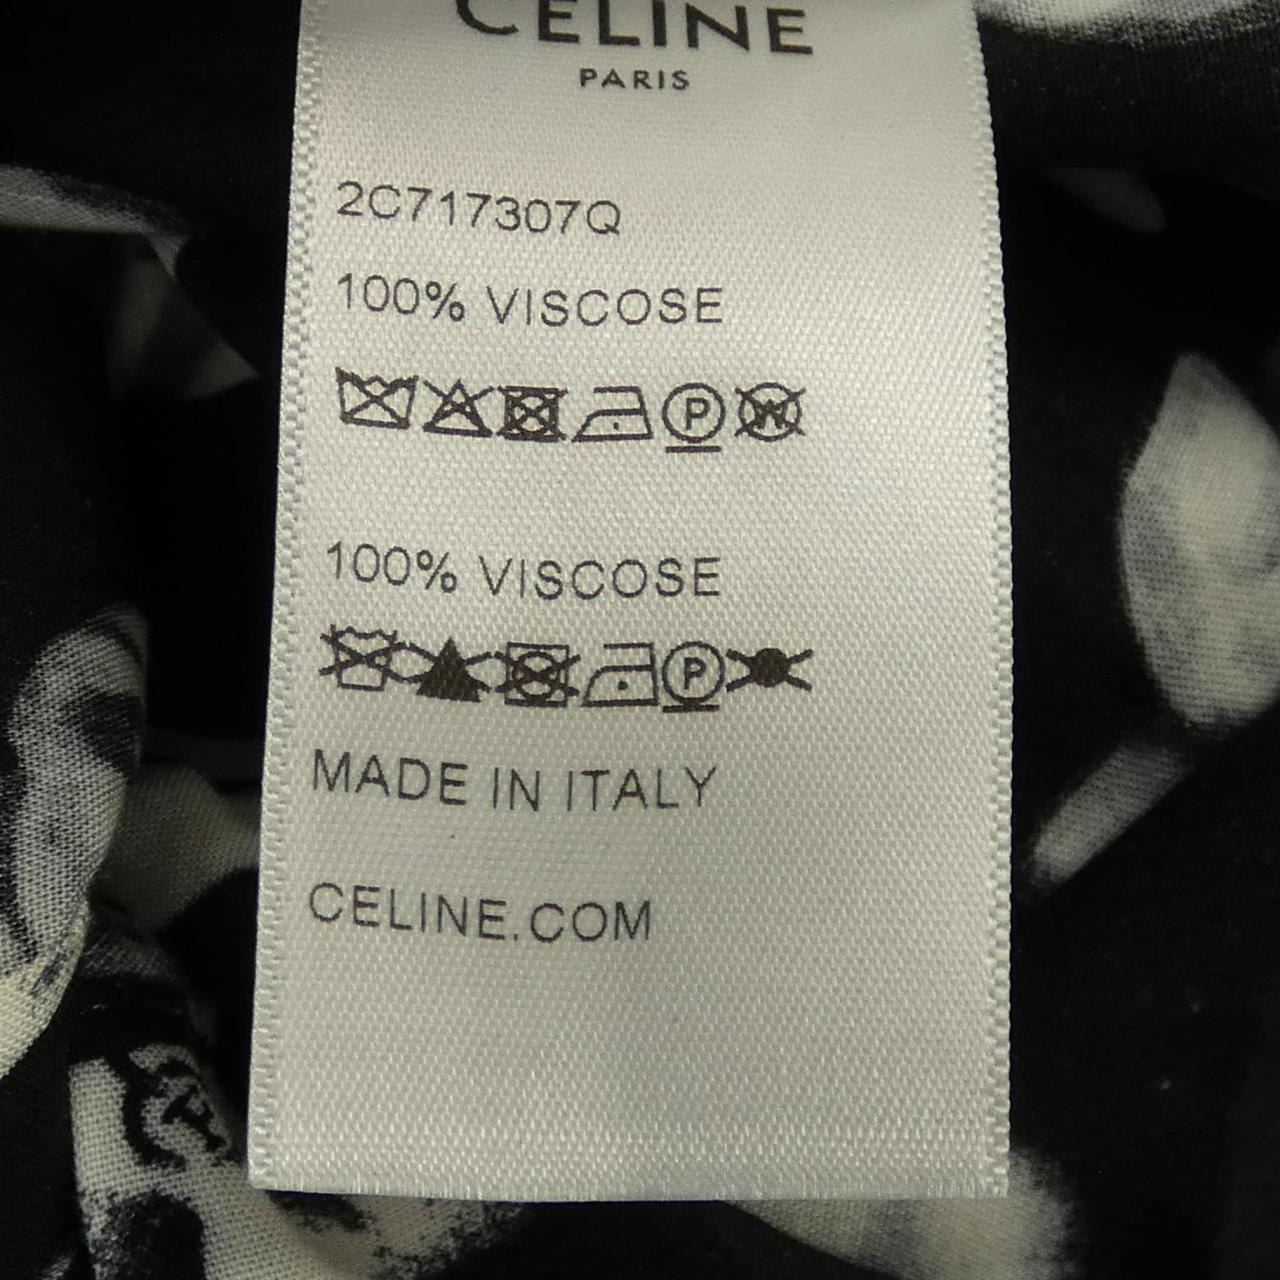 CELINE
PARIS
2C717307Q
100% VISCOSE
P W
100% VISCOSE
P
MADE IN ITALY
CELINE.COM